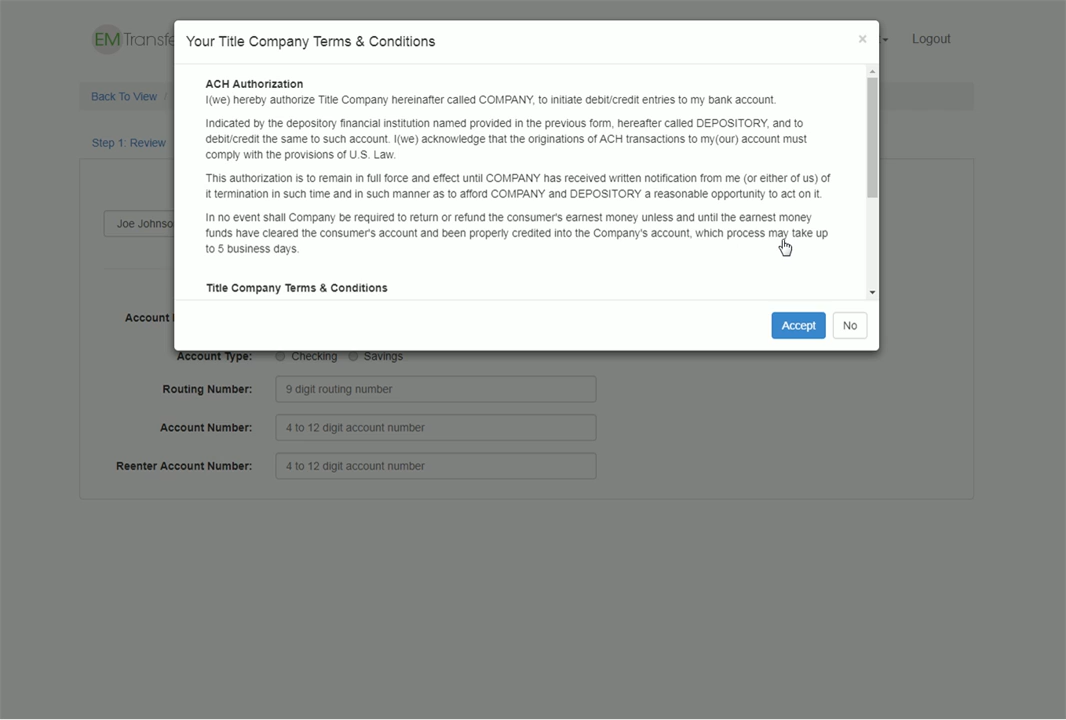 EM Transfe
Your Title Company Terms & Conditions
×
Logout
Back To View /
Step 1: Review
ACH Authorization
I(we) hereby authorize Title Company hereinafter called COMPANY, to initiate debit/credit entries to my bank account.
Indicated by the depository financial institution named provided in the previous form, hereafter called DEPOSITORY, and to
debit/credit the same to such account. I(we) acknowledge that the originations of ACH transactions to my(our) account must
comply with the provisions of U.S. Law.
This authorization is to remain in full force and effect until COMPANY has received written notification from me (or either of us) of
it termination in such time and in such manner as to afford COMPANY and DEPOSITORY a reasonable opportunity to act on it.
In no event shall Company be required to return or refund the consumer's earnest money unless and until the earnest money
funds have cleared the consumer's account and been properly credited into the Company's account, which process may take up
to 5 business days.
Title Company Terms & Conditions
Joe Johnso
Accept
No
Account
Account Type:
Checking
Savings
Routing Number:
9 digit routing number
Account Number:
4 to 12 digit account number
Reenter Account Number:
4 to 12 digit account number